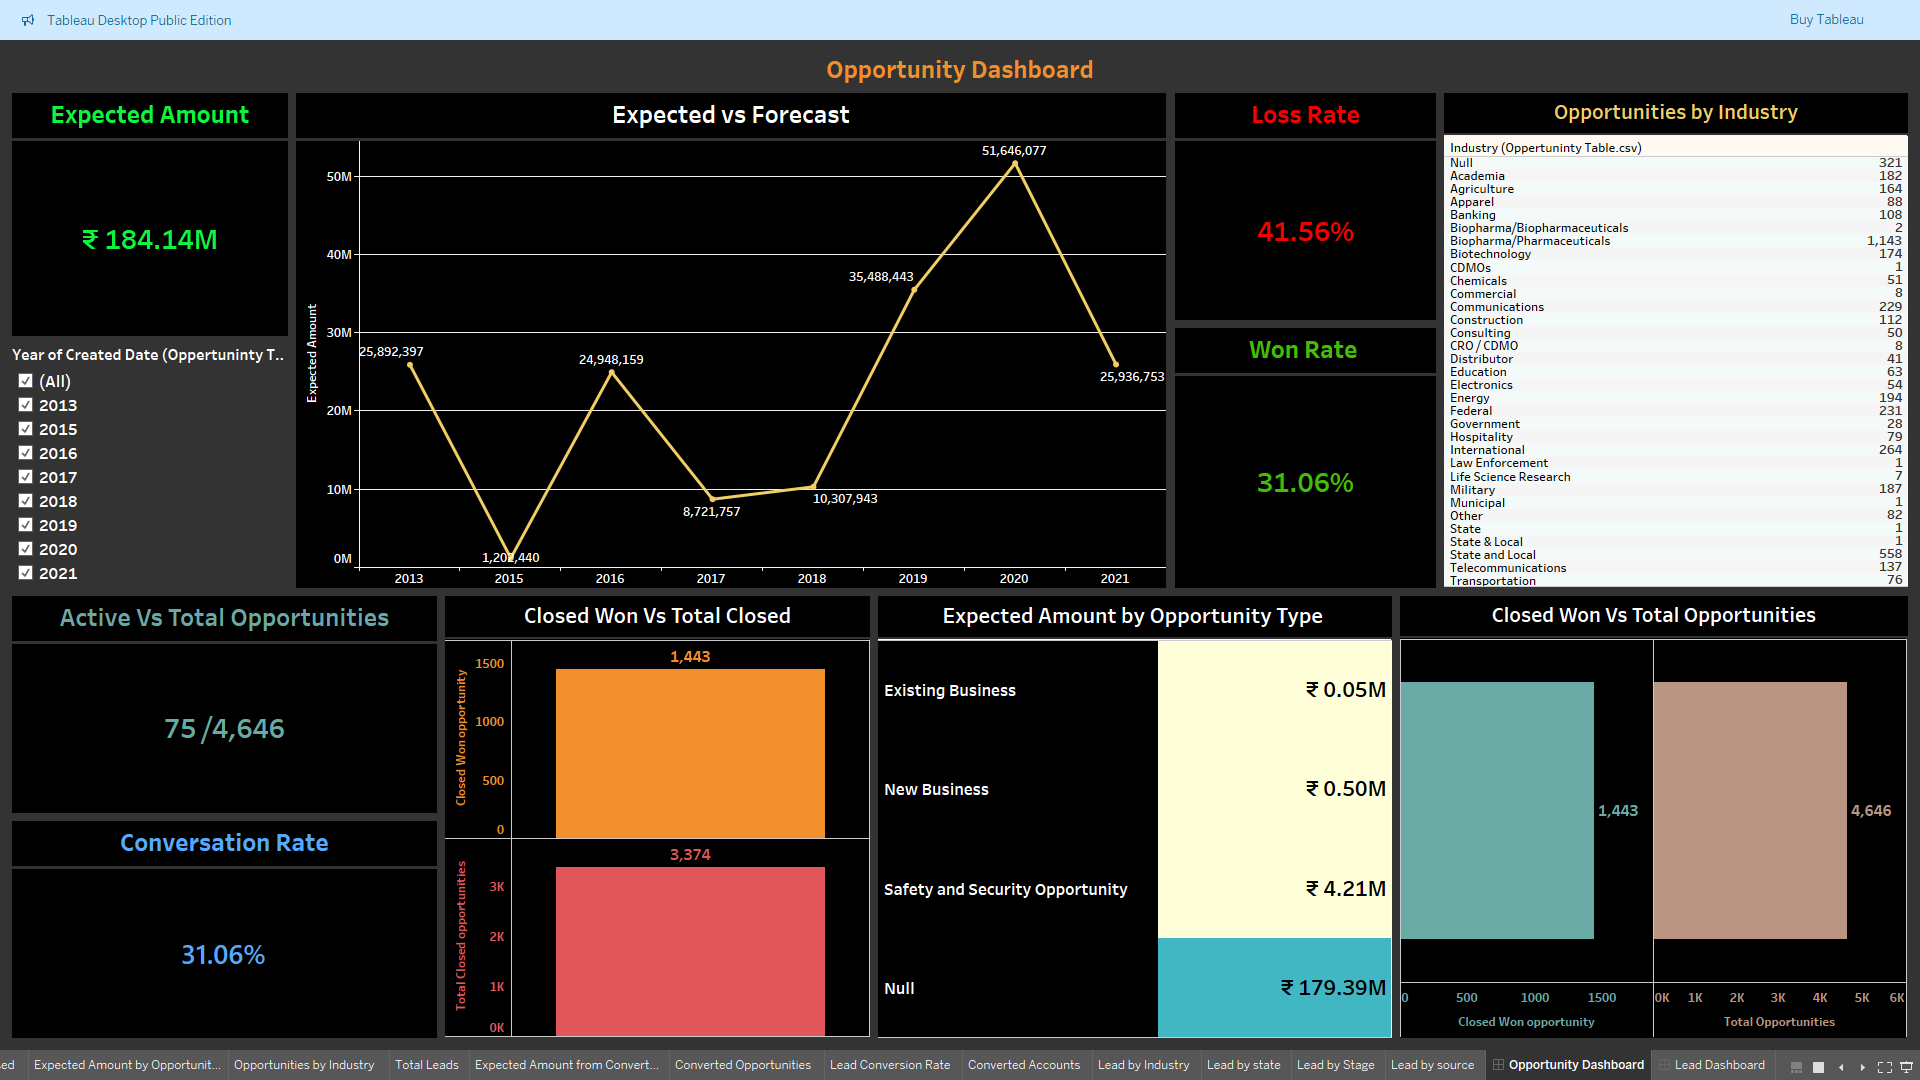 Tableau Desktop Public Edition
Buy Tableau
Opportunity Dashboard
Expected Amount
₹ 184.14M
Year of Created Date (Oppertuninty T..
(All)
2013
2015
2016
2017
2018
2019
2020
2021
Expected vs Forecast
Expected Amount
50M
40M
30M
20M
10M
0M
25,892,397
24,948,159
8,721,757
10,307,943
35,488,443
51,646,077
25,936,753
2013
2015
2016
2017
2018
2019
2020
2021
Loss Rate
41.56%
Won Rate
31.06%
Opportunities by Industry
Industry (Oppertuninty Table.csv)
Null 321
Academia 182
Agriculture 164
Apparel 88
Banking 108
Biopharma/Biopharmaceuticals 2
Biopharma/Pharmaceuticals 1,143
Biotechnology 174
CDMOs 1
Chemicals 51
Commercial 8
Communications 229
Construction 112
Consulting 50
CRO / CDMO 8
Distributor 41
Education 63
Electronics 54
Energy 194
Federal 231
Government 28
Hospitality 79
International 264
Law Enforcement 1
Life Science Research 7
Military 187
Municipal 1
Other 82
State 1
State & Local 1
State and Local 558
Telecommunications 137
Transportation 76
Active Vs Total Opportunities
75 /4,646
Conversation Rate
31.06%
Closed Won Vs Total Closed
Closed Won opportunity
1500
1000
500
0
1,443
Total Closed opportunities
3K
2K
1K
0K
3,374
Expected Amount by Opportunity Type
Existing Business ₹ 0.05M
New Business ₹ 0.50M
Safety and Security Opportunity ₹ 4.21M
Null ₹ 179.39M
Closed Won Vs Total Opportunities
1,443
4,646
0 500 1000 1500
0K 1K 2K 3K 4K 5K 6K
Closed Won opportunity
Total Opportunities
sed
Expected Amount by Opportunit...
Opportunities by Industry
Total Leads
Expected Amount from Convert...
Converted Opportunities
Lead Conversion Rate
Converted Accounts
Lead by Industry
Lead by state
Lead by Stage
Lead by source
Opportunity Dashboard
Lead Dashboard